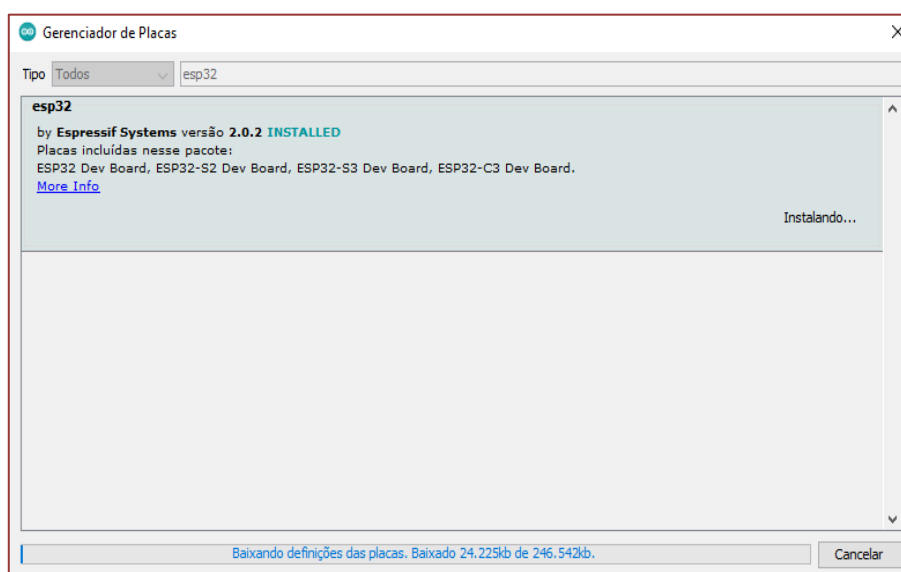 Gerenciador de Placas
Tipo Todos esp32
esp32
by Espressif Systems versão 2.0.2 INSTALLED
Placas incluídas nesse pacote:
ESP32 Dev Board, ESP32-S2 Dev Board, ESP32-S3 Dev Board, ESP32-C3 Dev Board.
More Info
Instalando...
Baixando definições das placas. Baixado 24.225kb de 246.542kb.
Cancelar